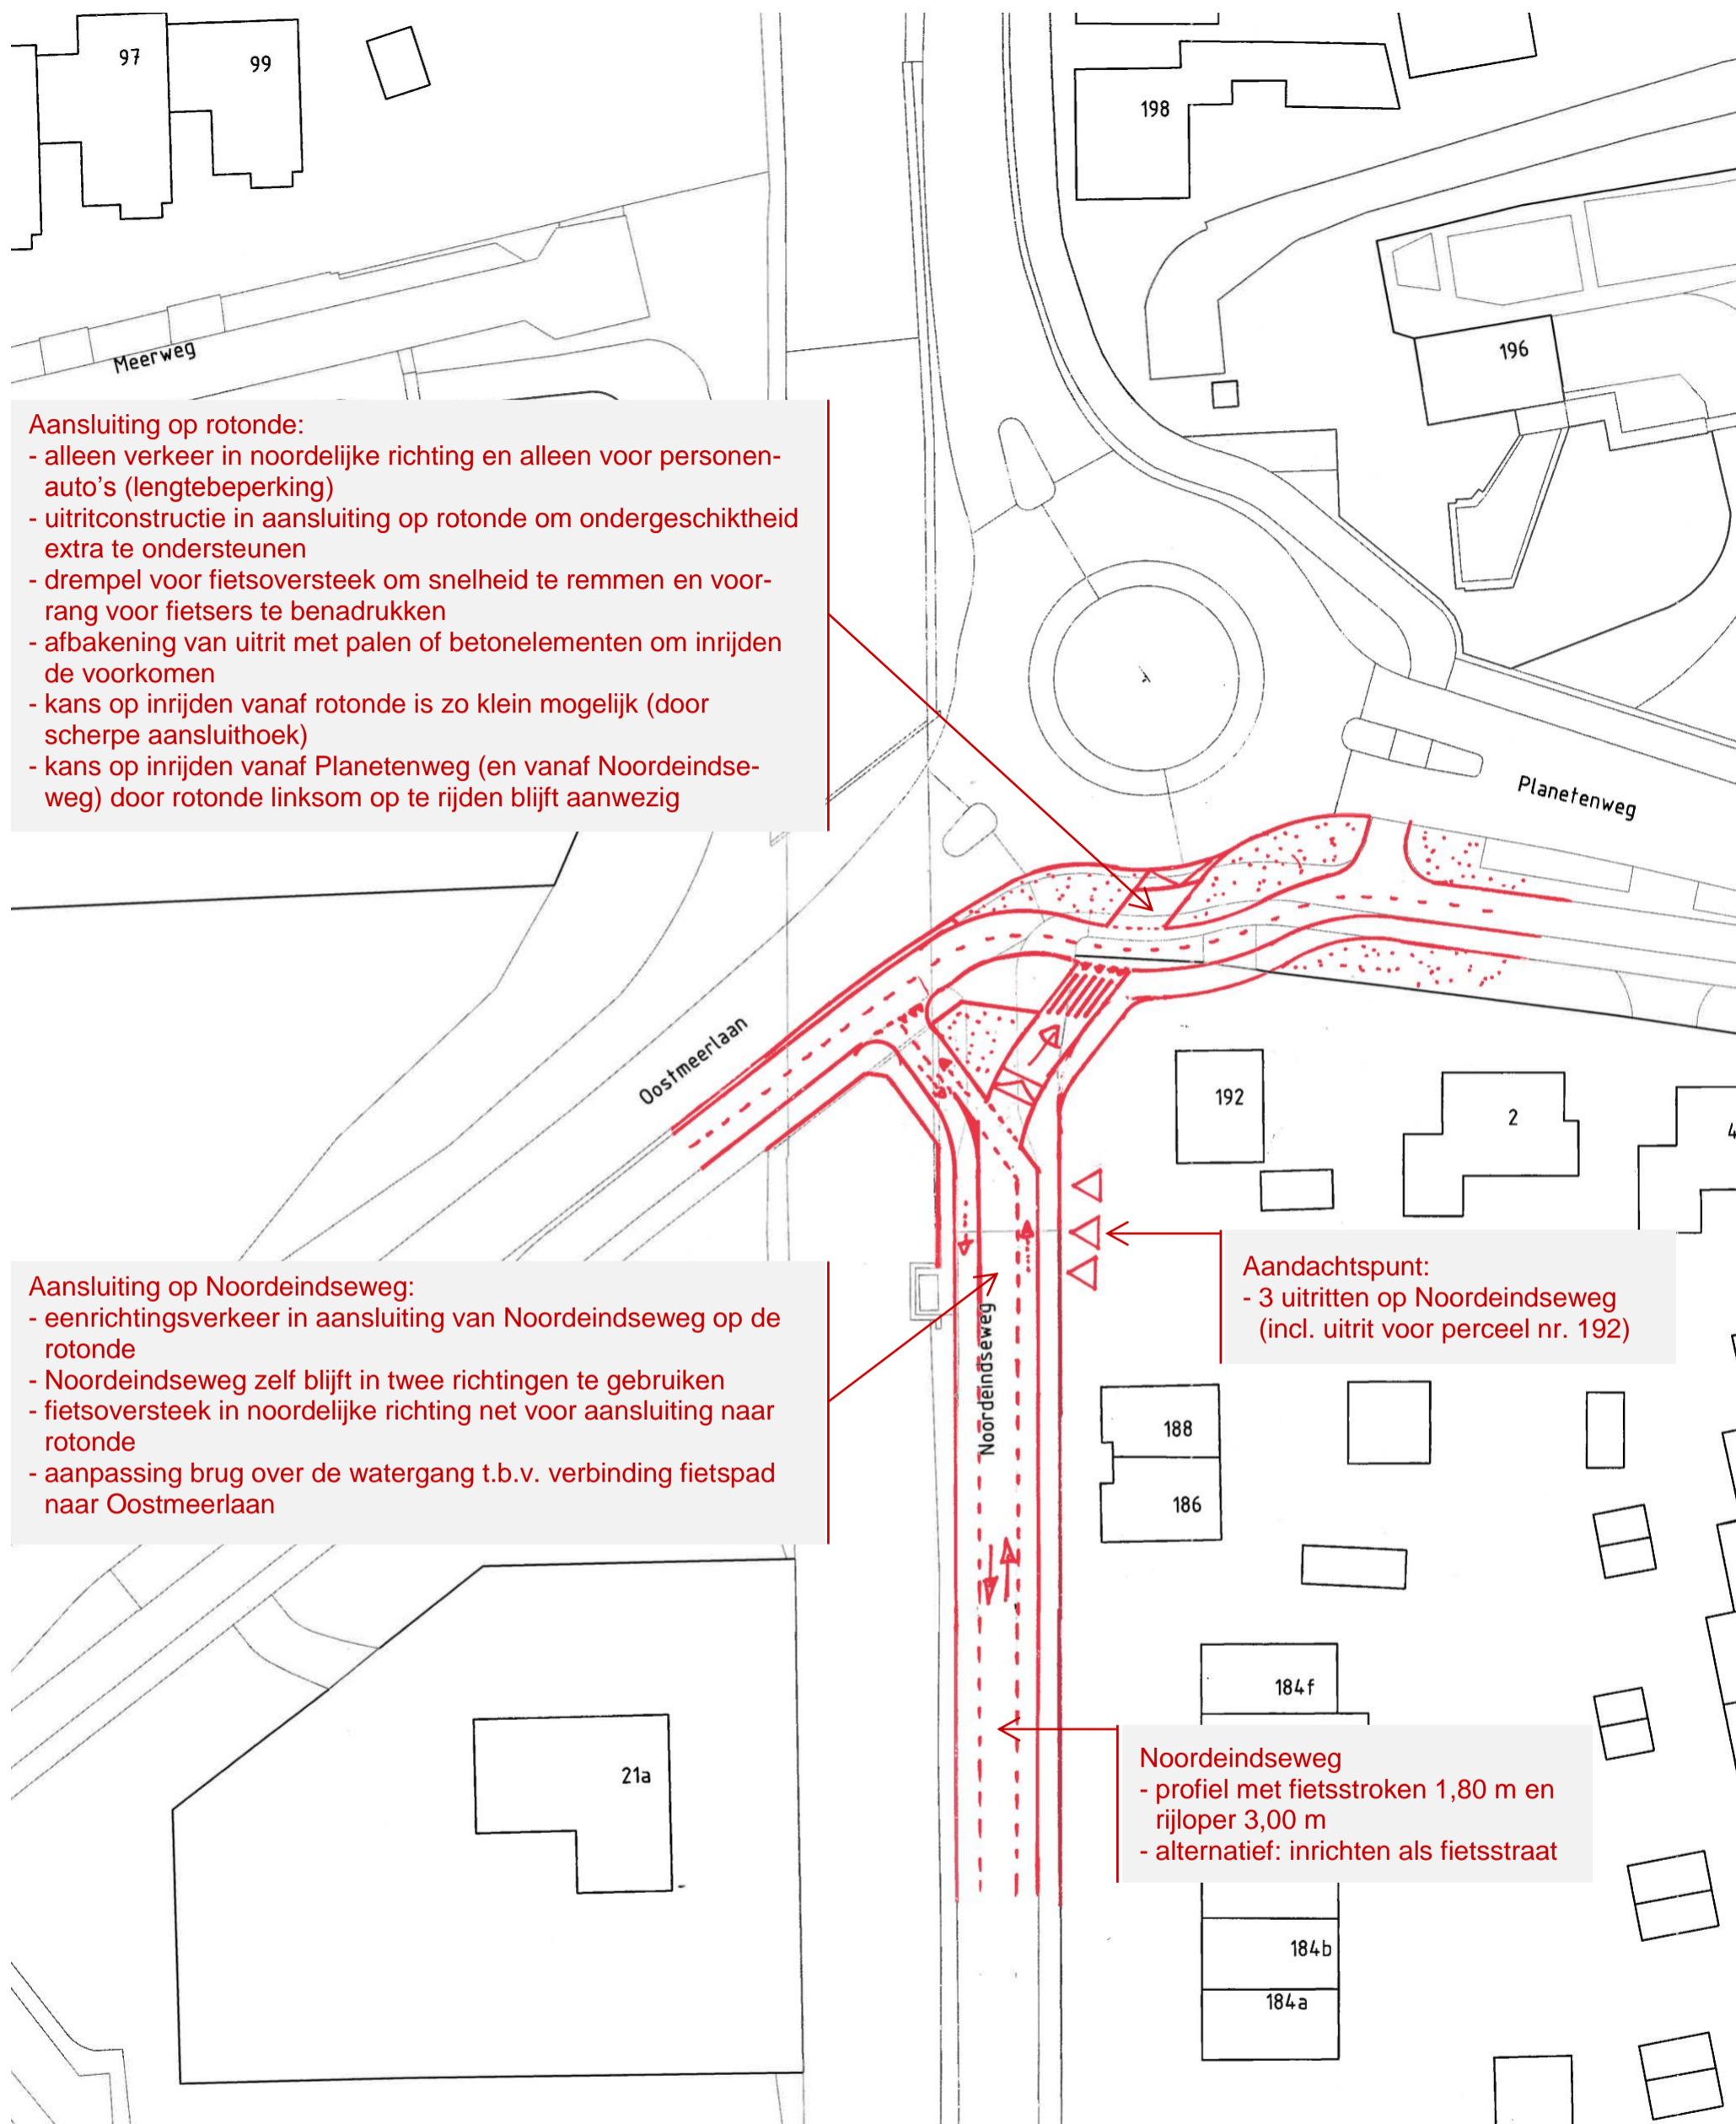 97
99
198
196
Meerweg
Aansluiting op rotonde:
- alleen verkeer in noordelijke richting en alleen voor personen-
auto's (lengtebeperking)
- uitritconstructie in aansluiting op rotonde om ondergeschiktheid
extra te ondersteunen
- drempel voor fietsoversteek om snelheid te remmen en voor-
rang voor fietsers te benadrukken
- afbakening van uitrit met palen of betonelementen om inrijden
de voorkomen
- kans op inrijden vanaf rotonde is zo klein mogelijk (door
scherpe aansluithoek)
- kans op inrijden vanaf Planetenweg (en vanaf Noordeindse-
weg) door rotonde linksom op te rijden blijft aanwezig
Planetenweg
Oostmeerlaan
192
2
4
Aansluiting op Noordeindseweg:
- eenrichtingsverkeer in aansluiting van Noordeindseweg op de
rotonde
- Noordeindseweg zelf blijft in twee richtingen te gebruiken
- fietsoversteek in noordelijke richting net voor aansluiting naar
rotonde
- aanpassing brug over de watergang t.b.v. verbinding fietspad
naar Oostmeerlaan
Aandachtspunt:
- 3 uitritten op Noordeindseweg
(incl. uitrit voor perceel nr. 192)
Noordeindseweg
188
186
184f
21a
Noordeindseweg
- profiel met fietsstroken 1,80 m en
rijloper 3,00 m
- alternatief: inrichten als fietsstraat
184b
184a